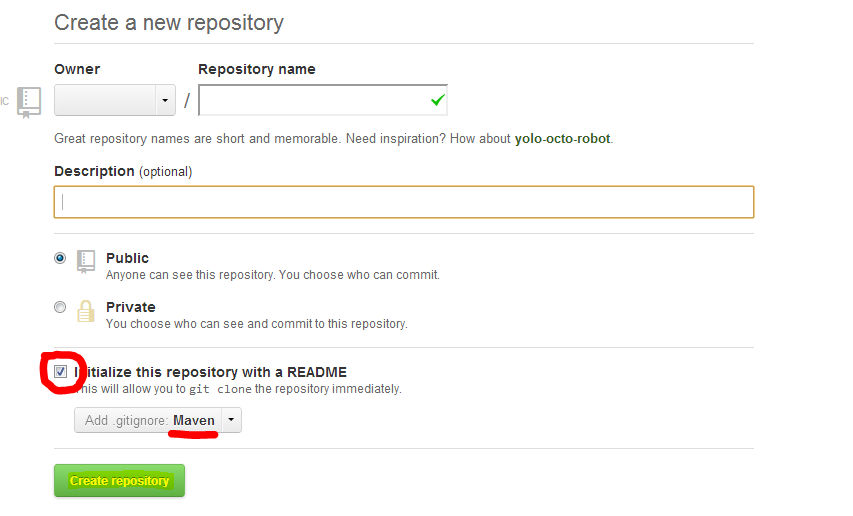 Create a new repository
Owner Repository name
IC
/
Great repository names are short and memorable. Need inspiration? How about yolo-octo-robot.
Description (optional)
Public
Anyone can see this repository. You choose who can commit.
Private
You choose who can see and commit to this repository.
Initialize this repository with a README
This will allow you to git clone the repository immediately.
Add .gitignore: Maven
Create repository